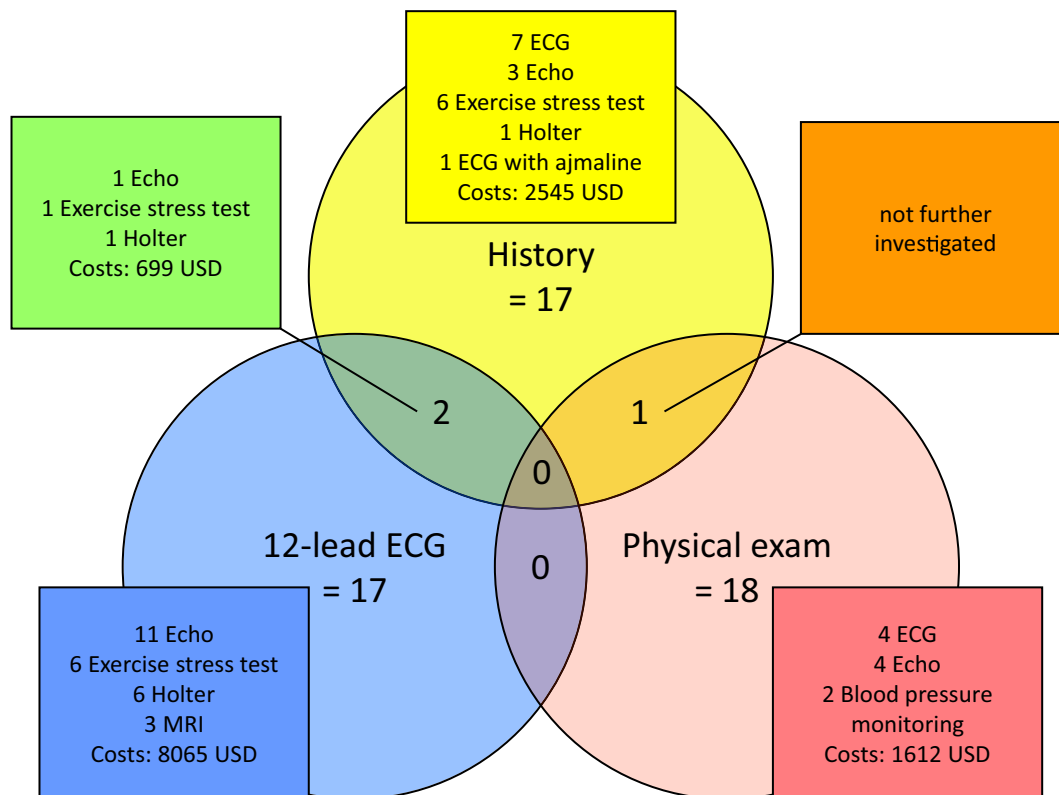 7 ECG
3 Echo
6 Exercise stress test
1 Holter
1 ECG with ajmaline
Costs: 2545 USD
1 Echo
1 Exercise stress test
1 Holter
Costs: 699 USD
not further
investigated
History
= 17
2
1
0
12-lead ECG
= 17
0
Physical exam
= 18
11 Echo
6 Exercise stress test
6 Holter
3 MRI
Costs: 8065 USD
4 ECG
4 Echo
2 Blood pressure
monitoring
Costs: 1612 USD